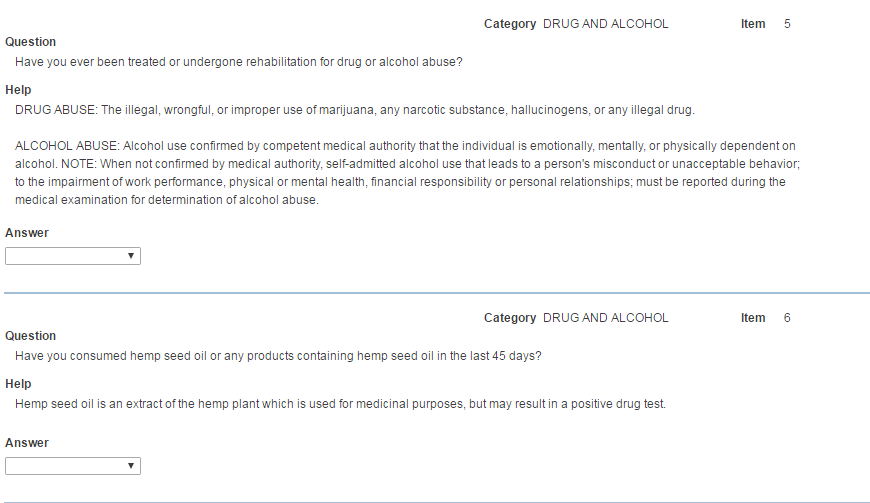 Category DRUG AND ALCOHOL Item 5
Question
Have you ever been treated or undergone rehabilitation for drug or alcohol abuse?
Help
DRUG ABUSE: The illegal, wrongful, or improper use of marijuana, any narcotic substance, hallucinogens, or any illegal drug.
ALCOHOL ABUSE: Alcohol use confirmed by competent medical authority that the individual is emotionally, mentally, or physically dependent on
alcohol. NOTE: When not confirmed by medical authority, self-admitted alcohol use that leads to a person's misconduct or unacceptable behavior;
to the impairment of work performance, physical or mental health, financial responsibility or personal relationships; must be reported during the
medical examination for determination of alcohol abuse.
Answer
Category DRUG AND ALCOHOL Item 6
Question
Have you consumed hemp seed oil or any products containing hemp seed oil in the last 45 days?
Help
Hemp seed oil is an extract of the hemp plant which is used for medicinal purposes, but may result in a positive drug test.
Answer